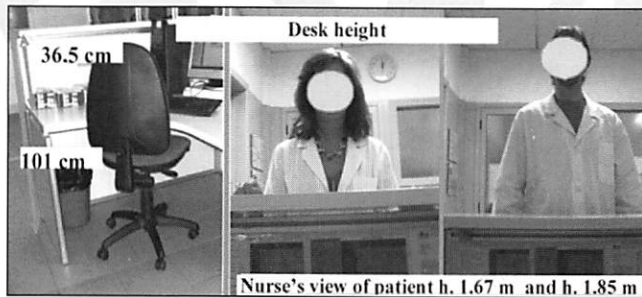 Desk height
36.5 cm
101 cm
Nurse's view of patient h. 1.67 m and h. 1.85 m